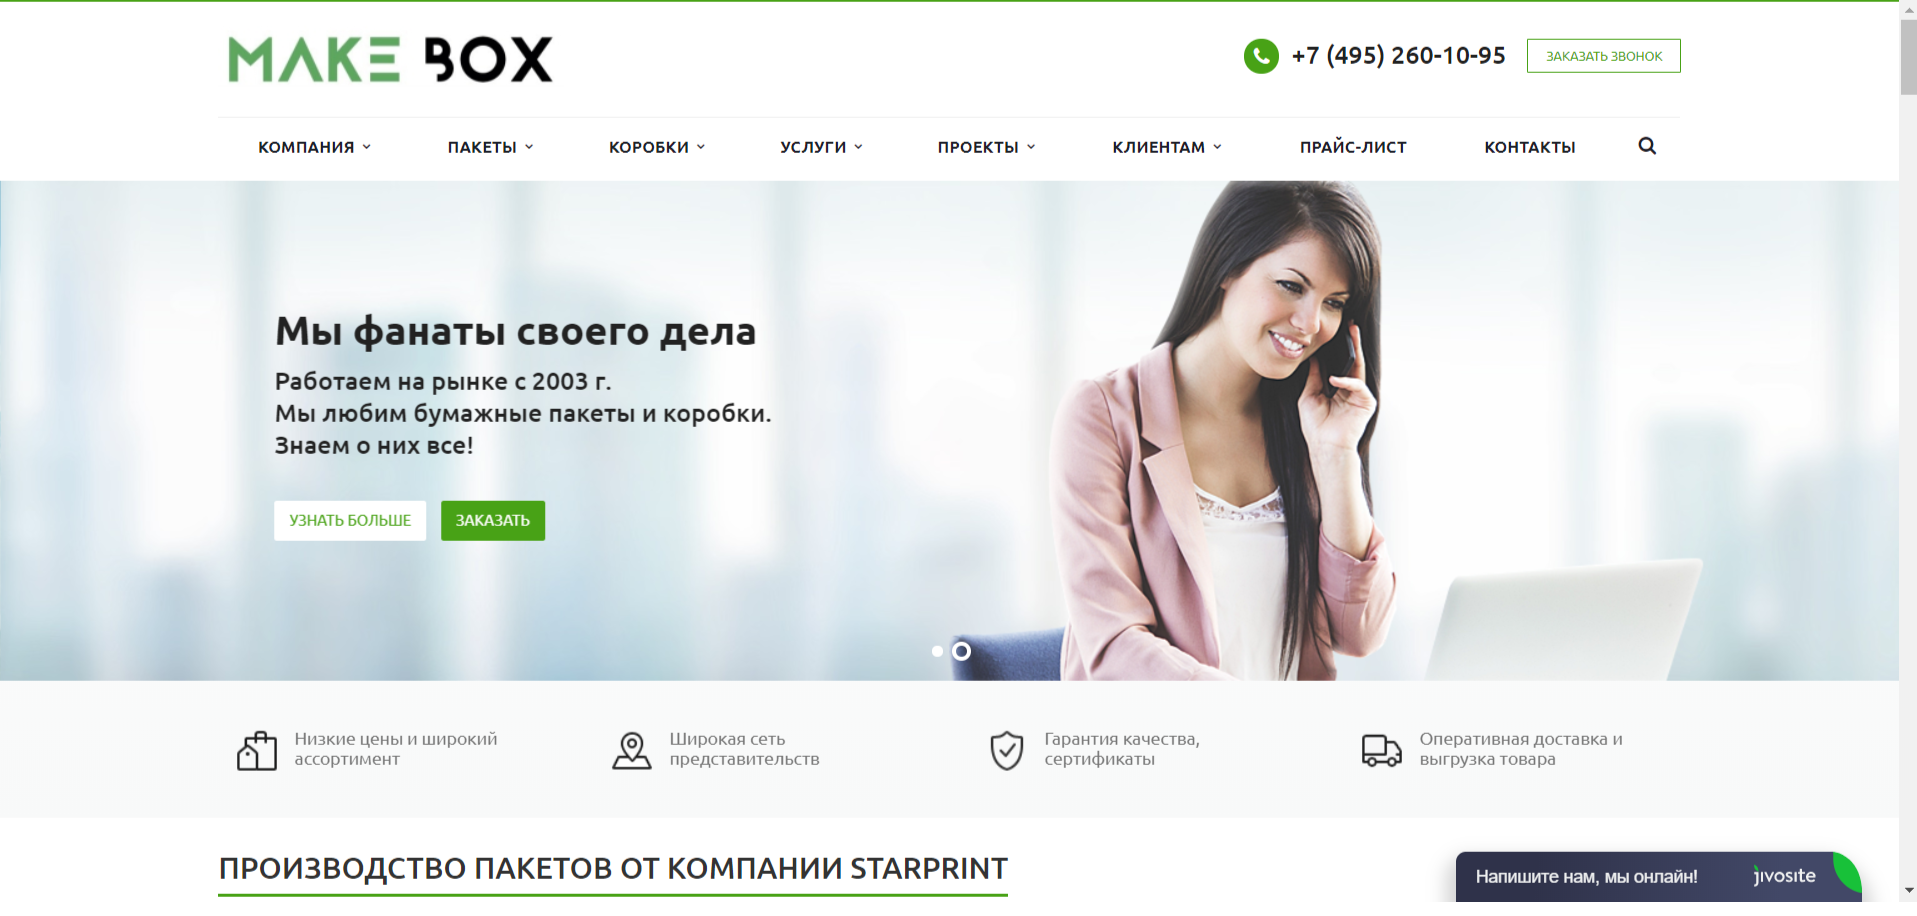 MAKE BOX
+7 (495) 260-10-95
ЗАКАЗАТЬ ЗВОНОК
КОМПАНИЯ
ПАКЕТЫ
КОРОБКИ
УСЛУГИ
ПРОЕКТЫ
КЛИЕНТАМ
ПРАЙС-ЛИСТ
КОНТАКТЫ
Мы фанаты своего дела
Работаем на рынке с 2003 г.
Мы любим бумажные пакеты и коробки.
Знаем о них все!
УЗНАТЬ БОЛЬШЕ
ЗАКАЗАТЬ
Низкие цены и широкий
ассортимент
Широкая сеть
представительств
Гарантия качества,
сертификаты
Оперативная доставка и
выгрузка товара
ПРОИЗВОДСТВО ПАКЕТОВ ОТ КОМПАНИИ STARPRINT
Напишите нам, мы онлайн!
jivosite